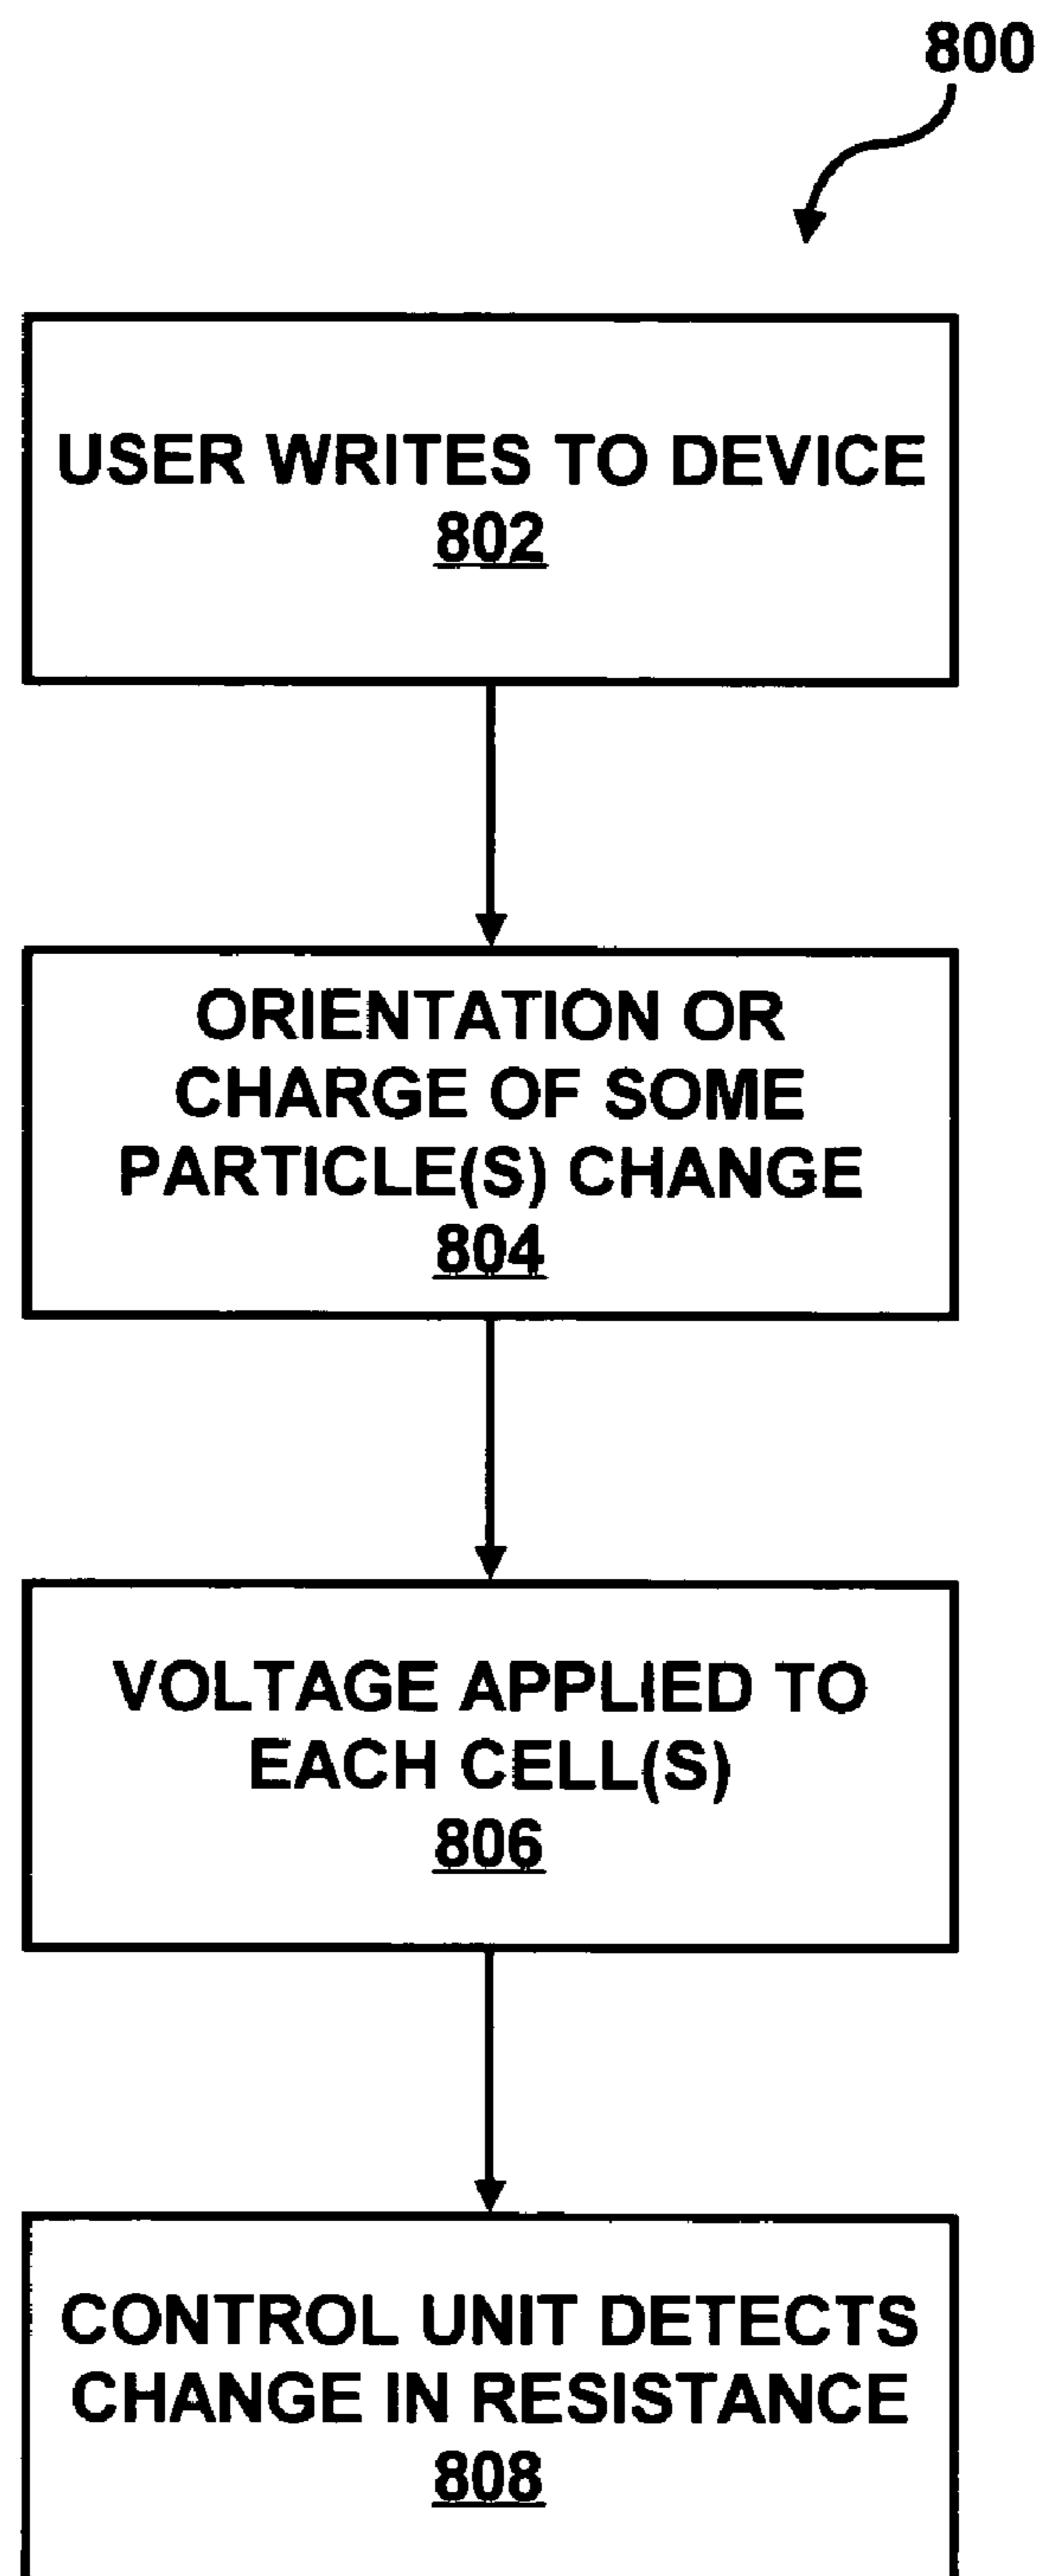 800
USER WRITES TO DEVICE
802
ORIENTATION OR
CHARGE OF SOME
PARTICLE(S) CHANGE
804
VOLTAGE APPLIED TO
EACH CELL(S)
806
CONTROL UNIT DETECTS
CHANGE IN RESISTANCE
808